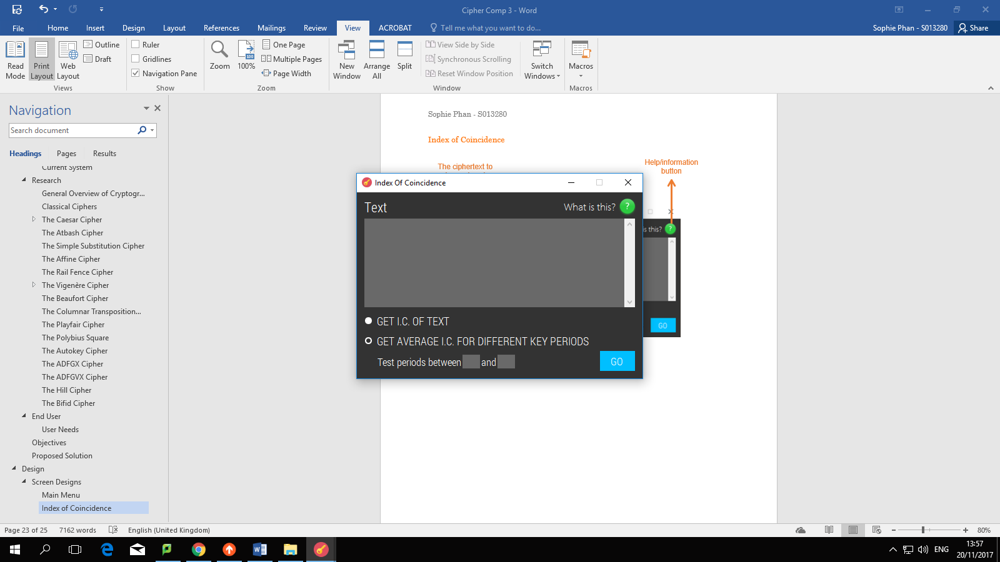 Cipher Comp 3 - Word
File Home Insert Design Layout References Mailings Review View ACROBAT Tell me what you want to do... Sophie Phan - S013280 Share
Read Mode
Print Layout
Web Layout
Outline
Draft
Views
Ruler
Gridlines
Navigation Pane
Show
Zoom
100%
100
One Page
Multiple Pages
Page Width
Zoom
New Window
Arrange All
Split
View Side by Side
Synchronous Scrolling
Reset Window Position
Window
Switch Windows
Macros
Macros
Navigation
Search document
Headings Pages Results
Current System
Research
General Overview of Cryptogr...
Classical Ciphers
The Caesar Cipher
The Atbash Cipher
The Simple Substitution Cipher
The Affine Cipher
The Rail Fence Cipher
The Vigenère Cipher
The Beaufort Cipher
The Columnar Transposition...
The Playfair Cipher
The Polybius Square
The Autokey Cipher
The ADFGX Cipher
The ADFGVX Cipher
The Hill Cipher
The Bifid Cipher
End User
User Needs
Objectives
Proposed Solution
Design
Screen Designs
Main Menu
Index of Coincidence
Sophie Phan - S013280
Index of Coincidence
The ciphertext to
Help/information
button
is this? ?
GO
Index Of Coincidence
Text
What is this? ?
GET I.C. OF TEXT
GET AVERAGE I.C. FOR DIFFERENT KEY PERIODS
Test periods between and
GO
Page 23 of 25 7162 words English (United Kingdom) 80%
ENG
13:57
20/11/2017